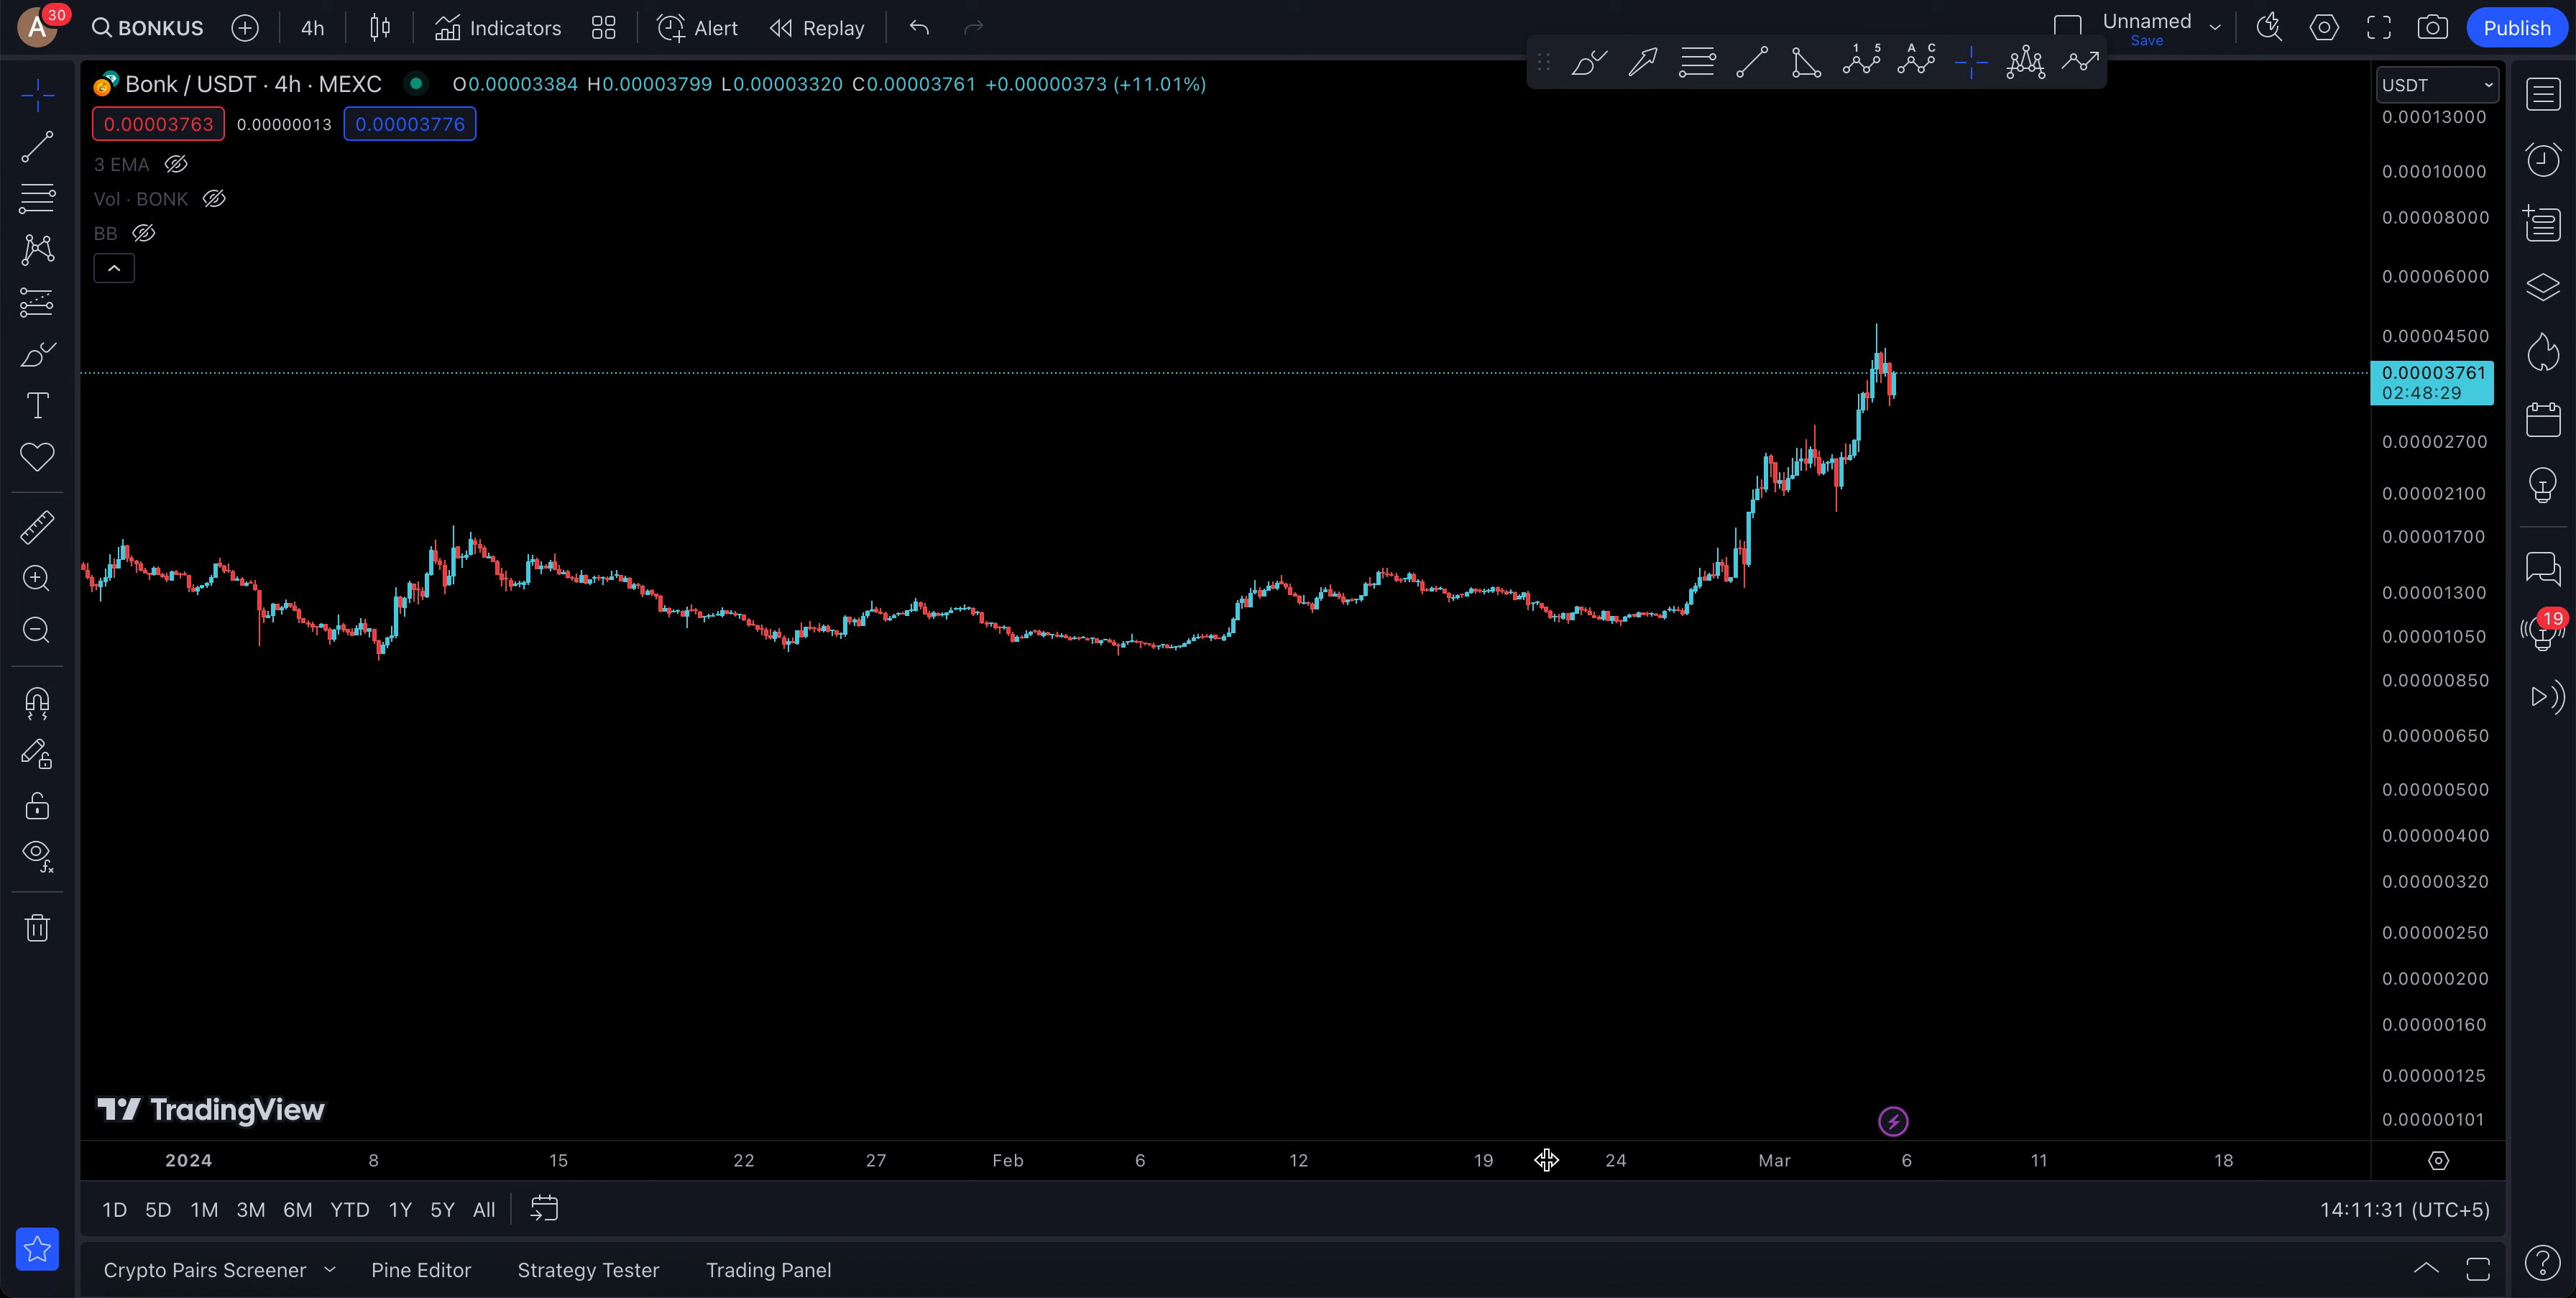 A 30 BONKUS 4h Indicators Alert Replay Unnamed Publish
Save
1 5 A C
Bonk / USDT · 4h · MEXC O0.00003384 H0.00003799 L0.00003320 C0.00003761 +0.00000373 (+11.01%)
USDT
0.00003763 0.00000013 0.00003776
3 EMA
Vol · BONK
BB
0.00013000
0.00010000
0.00008000
0.00006000
0.00004500
0.00003761
02:48:29
0.00002700
0.00002100
0.00001700
0.00001300
0.00001050
0.00000850
0.00000650
0.00000500
0.00000400
0.00000320
0.00000250
0.00000200
0.00000160
0.00000125
0.00000101
19
TradingView
2024 8 15 22 27 Feb 6 12 19 24 Mar 6 11 18
1D 5D 1M 3M 6M YTD 1Y 5Y All 14:11:31 (UTC+5)
Crypto Pairs Screener Pine Editor Strategy Tester Trading Panel